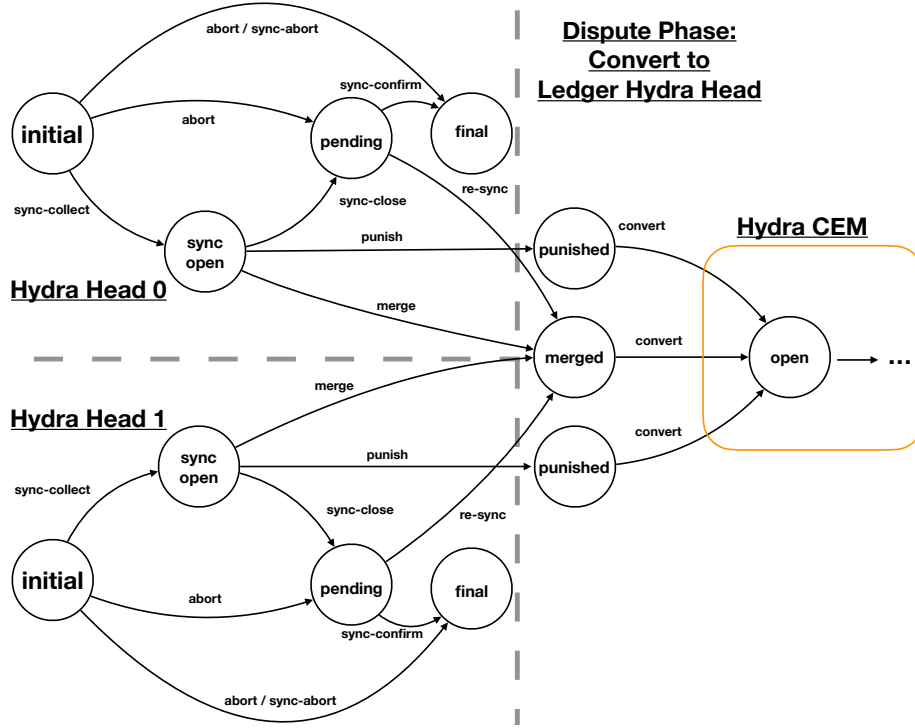 abort / sync-abort
Dispute Phase:
Convert to
Ledger Hydra Head
sync-confirm
initial
abort
pending
final
re-sync
sync-collect
sync-close
sync
open
punish
punished
convert
Hydra CEM
Hydra Head 0
merge
merged
convert
open
...
merge
Hydra Head 1
sync
open
punish
punished
convert
sync-collect
sync-close
re-sync
initial
abort
pending
final
sync-confirm
abort / sync-abort